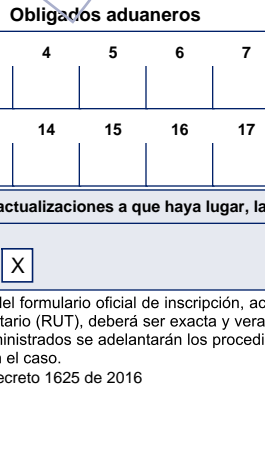 Obligados aduaneros
4 5 6 7
14 15 16 17
actualizaciones a que haya lugar, la
X
del formulario oficial de inscripción, ac
tario (RUT), deberá ser exacta y vera
ministrados se adelantarán los procedi
el caso.
ecreto 1625 de 2016